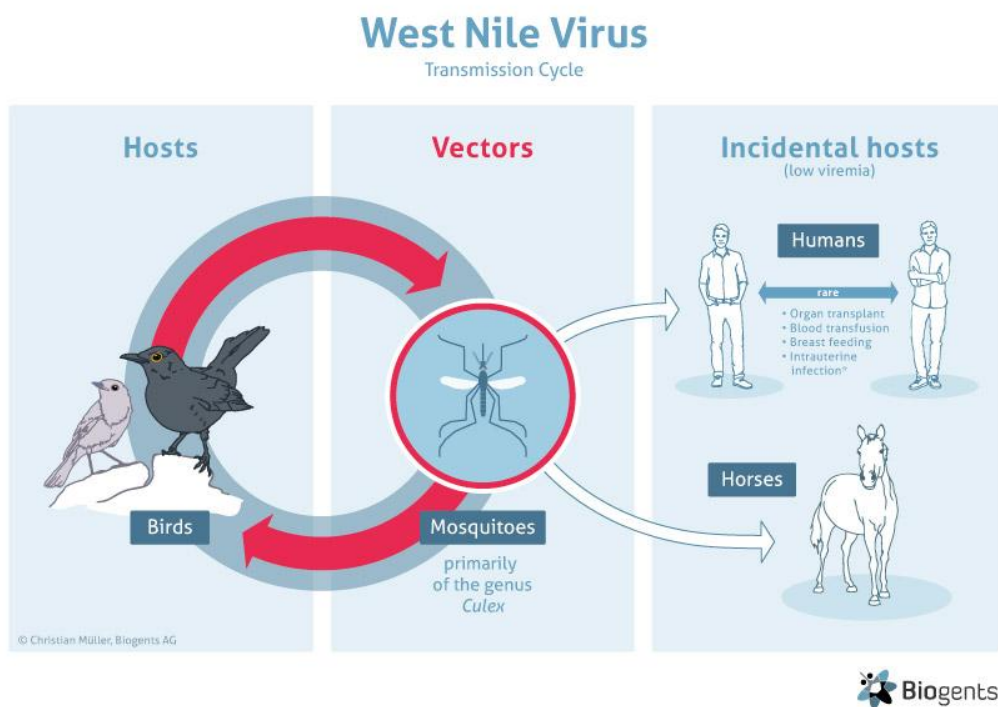 West Nile Virus
Transmission Cycle
Hosts
Vectors
Incidental hosts
(low viremia)
Humans
rare
• Organ transplant
• Blood transfusion
• Breast feeding
• Intrauterine
infection*
Horses
Birds
Mosquitoes
primarily
of the genus
Culex
© Christian Müller, Biogents AG
Biogents